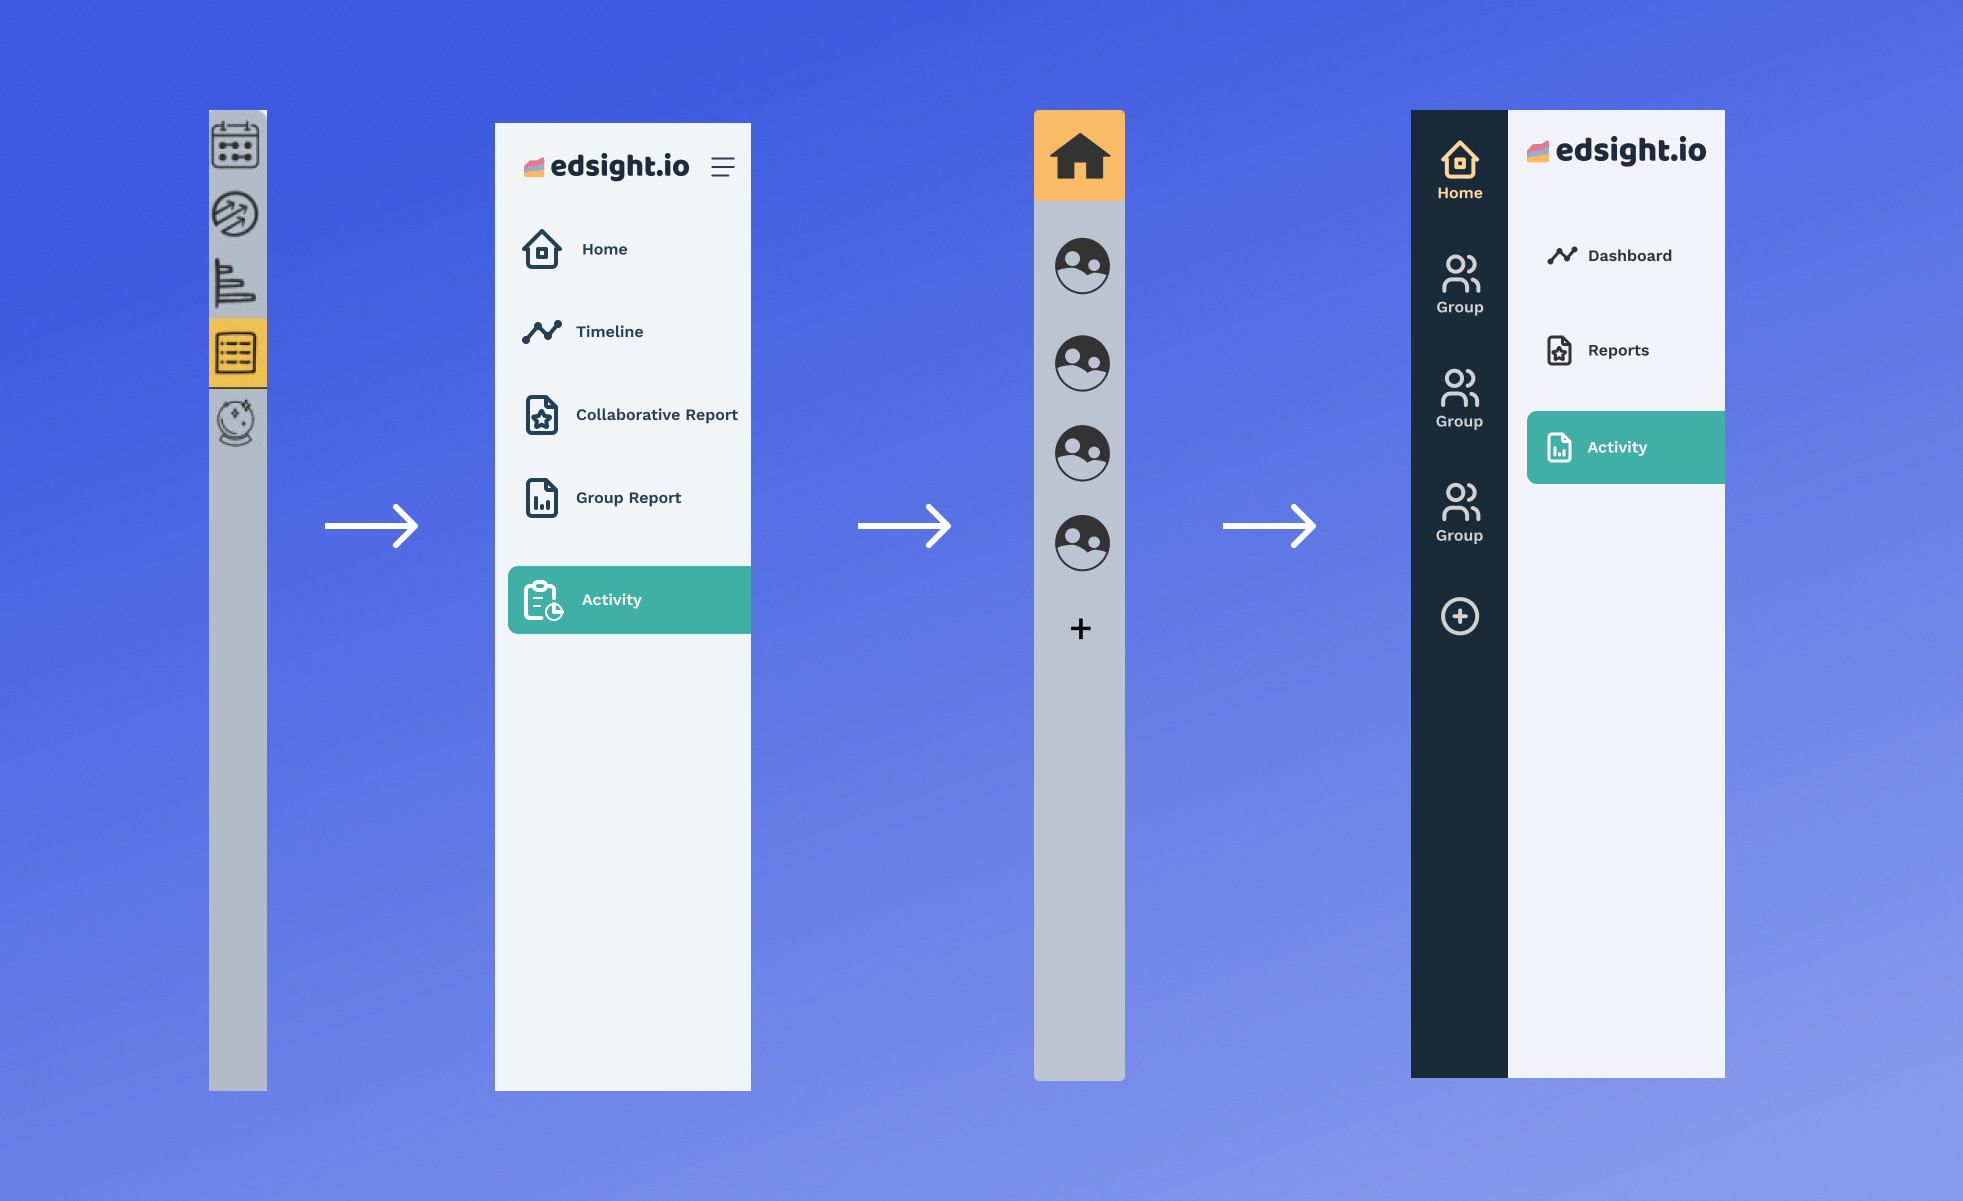 edsight.io
Home
Timeline
Collaborative Report
Group Report
Activity
+
Home
Group
Group
Group
edsight.io
Dashboard
Reports
Activity